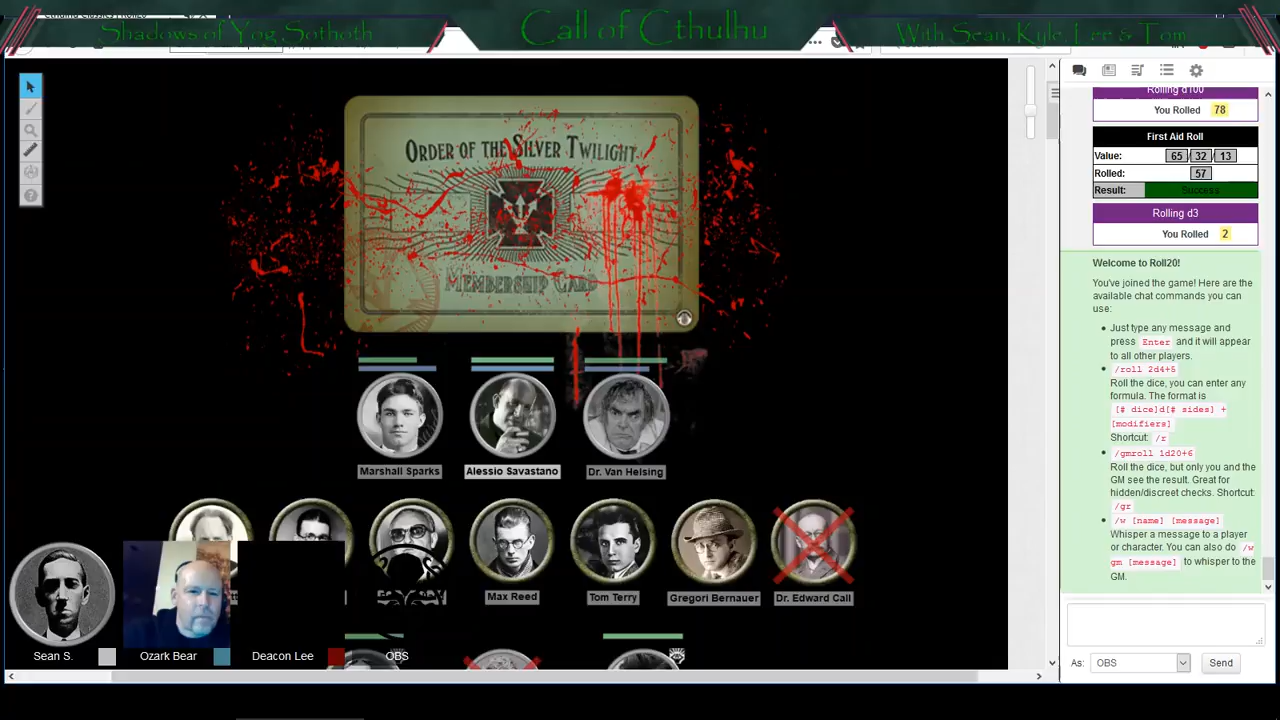 Shadows of Yog Sothoth
Call of Cthulhu
With Sean, Kyle, Lee & Tom
ORDER OF THE SILVER TWILIGHT
MEMBERSHIP CARD
Marshall Sparks
Alessio Savastano
Dr. Van Helsing
Max Reed
Tom Terry
Gregori Bernauer
Dr. Edward Call
Sean S.
Ozark Bear
Deacon Lee
OBS
Rolling d100
You Rolled 78
First Aid Roll
Value: 65 32 13
Rolled: 57
Result: Success
Rolling d3
You Rolled 2
Welcome to Roll20!
You've joined the game! Here are the
available chat commands you can
use:
Just type any message and
press Enter and it will appear
to all other players.
/roll 2d4+5
Roll the dice, you can enter any
formula. The format is
[# dice]d[# sides] +
[modifiers]
Shortcut: /r
/gmroll 1d20+6
Roll the dice, but only you and the
GM see the result. Great for
hidden/discreet checks. Shortcut:
/gr
/w [name] [message]
Whisper a message to a player
or character. You can also do /w
gm [message] to whisper to the
GM.
As: OBS Send